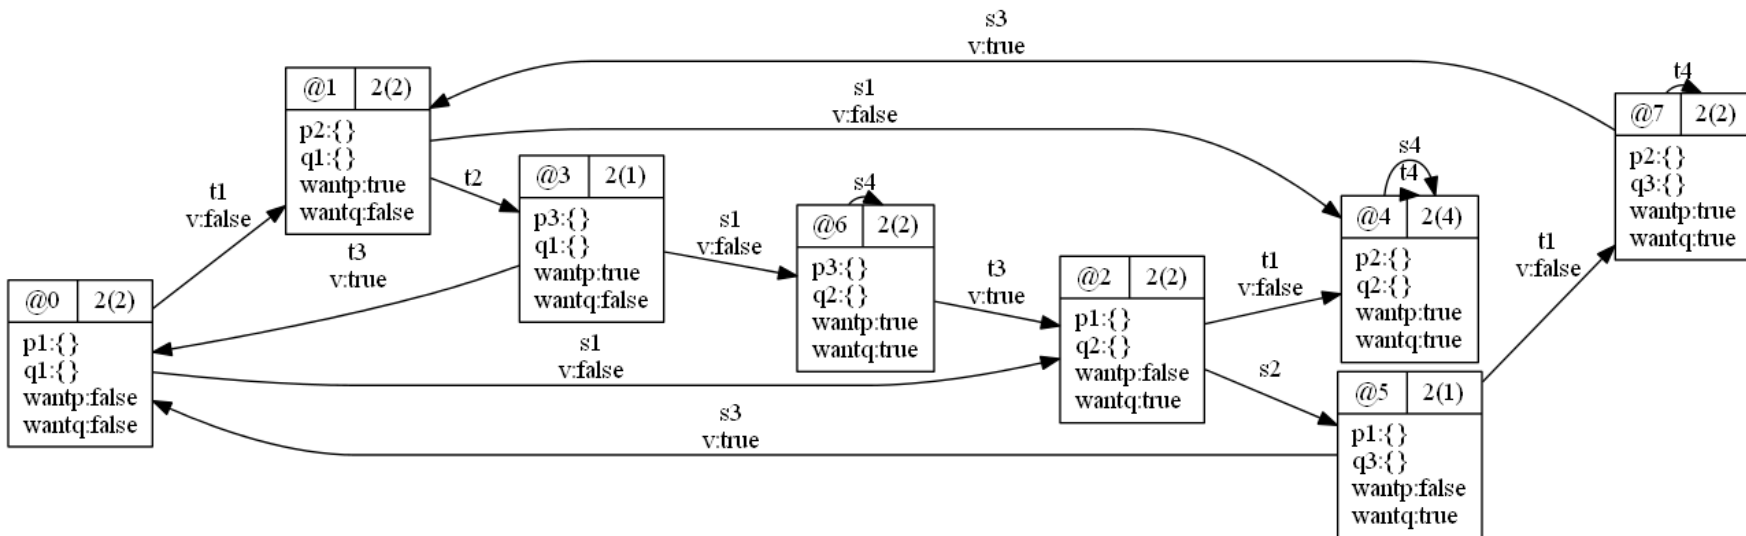 s3
v:true
@1 2(2)
p2:{}
q1:{}
wantp:true
wantq:false
s1
v:false
t4
@7 2(2)
p2:{}
q3:{}
wantp:true
wantq:true
t1
v:false
t2
@3 2(1)
p3:{}
q1:{}
wantp:true
wantq:false
t3
v:true
s1
v:false
s4
@6 2(2)
p3:{}
q2:{}
wantp:true
wantq:true
s4
t4
@4 2(4)
p2:{}
q2:{}
wantp:true
wantq:true
t1
v:false
@0 2(2)
p1:{}
q1:{}
wantp:false
wantq:false
t3
v:true
@2 2(2)
p1:{}
q2:{}
wantp:false
wantq:true
t1
v:false
s1
v:false
s2
@5 2(1)
p1:{}
q3:{}
wantp:false
wantq:true
s3
v:true